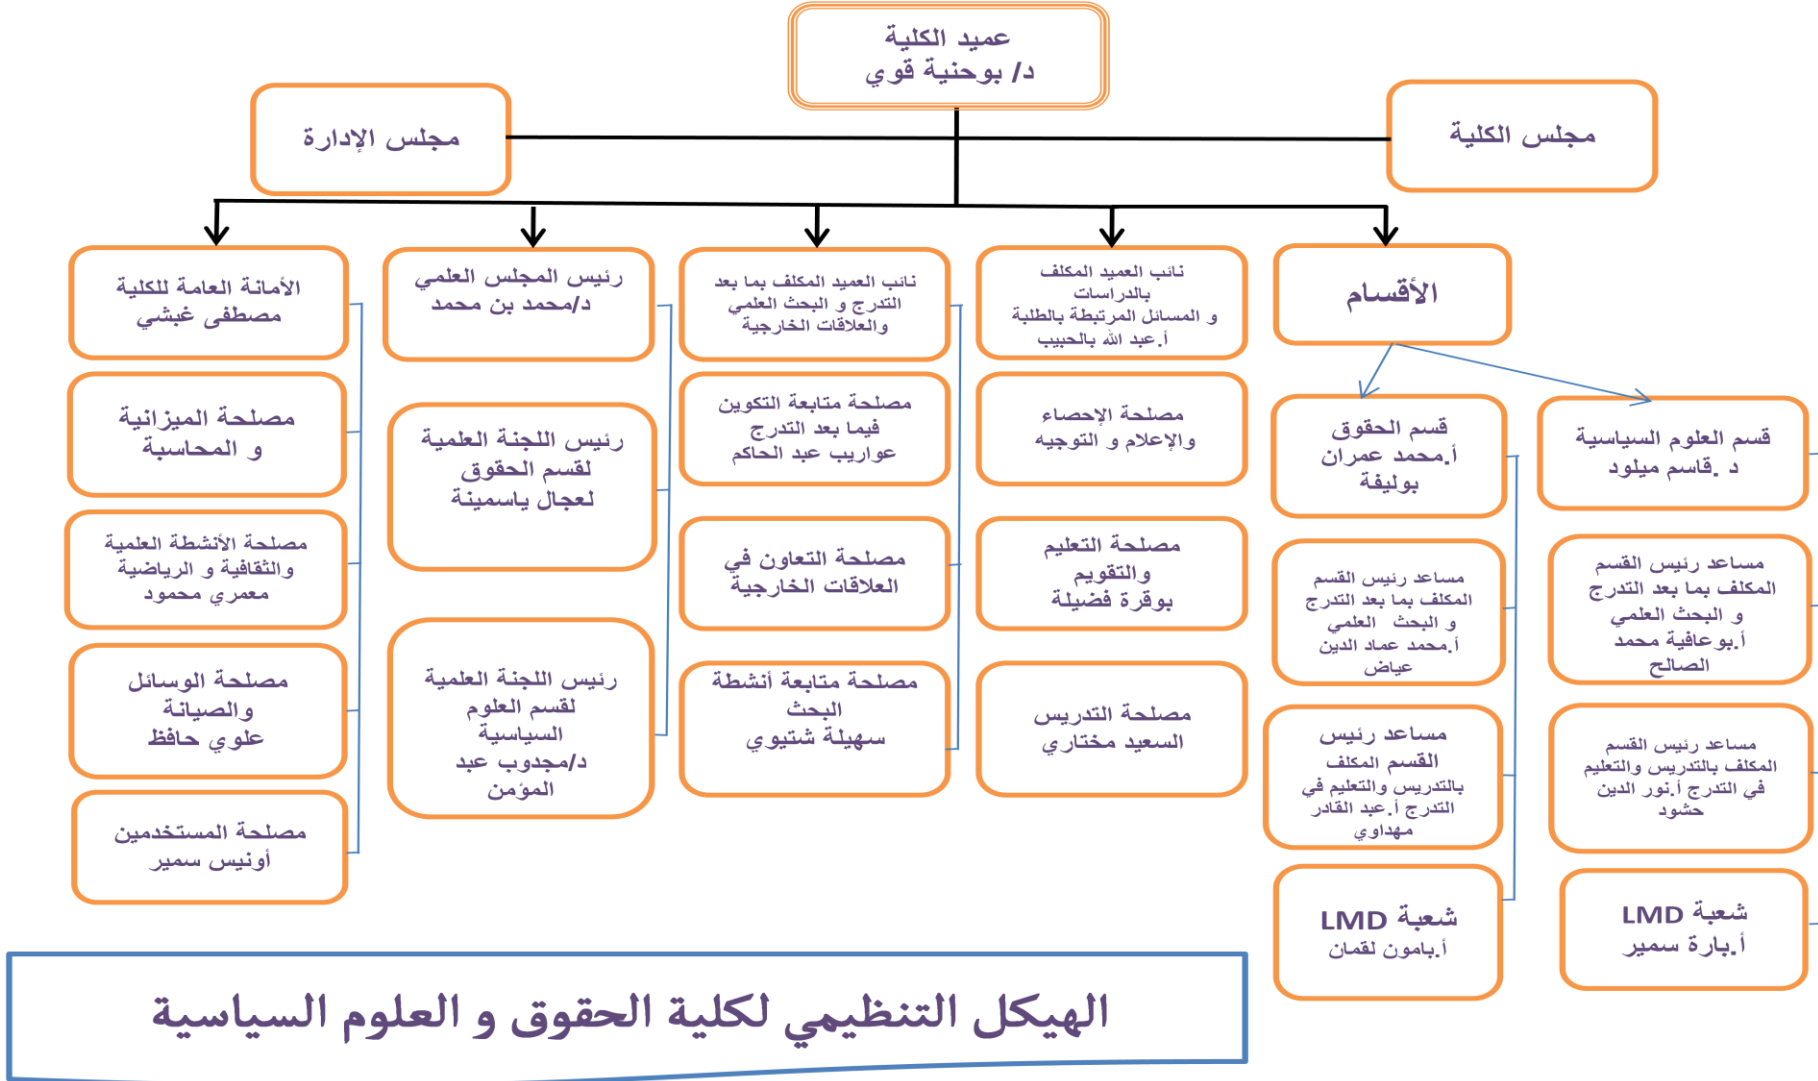 عميد الكلية
د/ بوحنية قوي
مجلس الكلية
مجلس الإدارة
الأقسام
نائب العميد المكلف
بالدراسات
و المسائل المرتبطة بالطلبة
أ.عبد الله بالحبيب
نائب العميد المكلف بما بعد
التدرج و البحث العلمي
والعلاقات الخارجية
رئيس المجلس العلمي
د/محمد بن محمد
الأمانة العامة للكلية
مصطفى غبشي
قسم العلوم السياسية
د .قاسم ميلود
مساعد رئيس القسم
المكلف بما بعد التدرج
و البحث العلمي
أ.بوعافية محمد
الصالح
مساعد رئيس القسم
المكلف بالتدريس والتعليم
في التدرج أ.نور الدين
حشود
شعبة LMD
أ.بارة سمير
قسم الحقوق
أ.محمد عمران
بوليفة
مساعد رئيس القسم
المكلف بما بعد التدرج
و البحث العلمي
أ.محمد عماد الدين
عياض
مساعد رئيس
القسم المكلف
بالتدريس والتعليم في
التدرج أ.عبد القادر
مهداوي
شعبة LMD
أ.بامون لقمان
مصلحة الإحصاء
والإعلام و التوجيه
مصلحة التعليم
والتقويم
بوقرة فضيلة
مصلحة التدريس
السعيد مختاري
مصلحة متابعة التكوين
فيما بعد التدرج
عواريب عبد الحاكم
مصلحة التعاون في
العلاقات الخارجية
مصلحة متابعة أنشطة
البحث
سهيلة شتيوي
رئيس اللجنة العلمية
لقسم الحقوق
لعجال ياسمينة
رئيس اللجنة العلمية
لقسم العلوم
السياسية
د/مجدوب عبد
المؤمن
مصلحة الميزانية
و المحاسبة
مصلحة الأنشطة العلمية
والثقافية و الرياضية
معمري محمود
مصلحة الوسائل
والصيانة
علوي حافظ
مصلحة المستخدمين
أونيس سمير
الهيكل التنظيمي لكلية الحقوق و العلوم السياسية